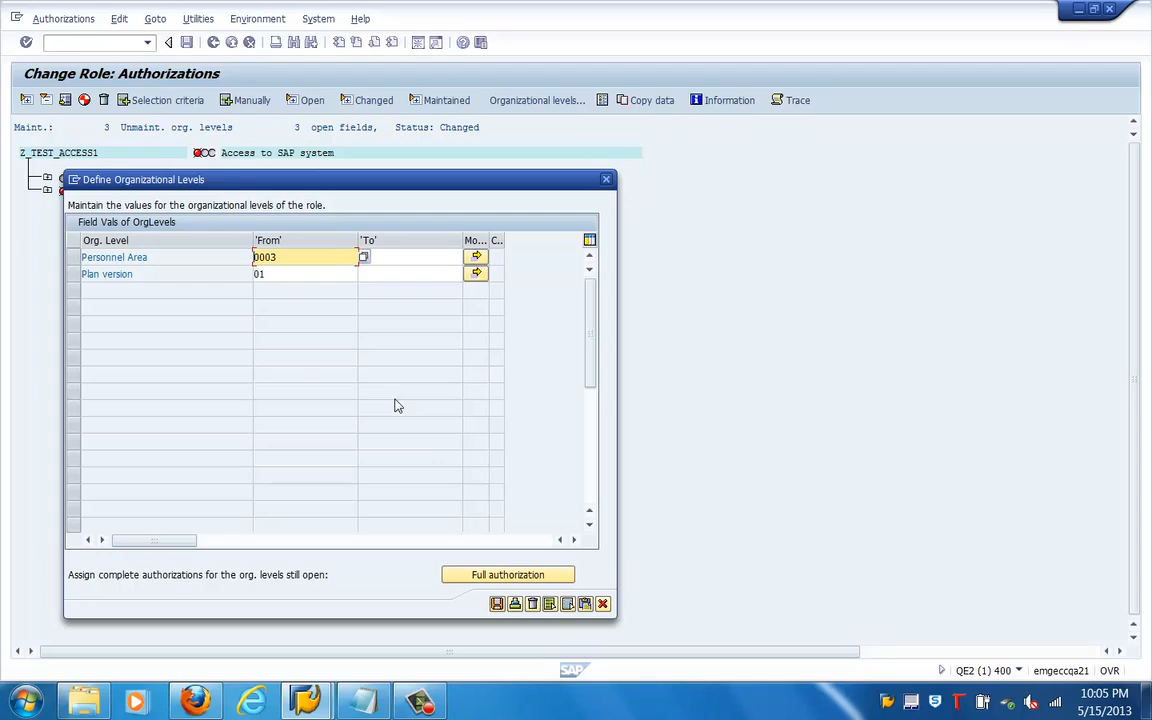 Authorizations Edit Goto Utilities Environment System Help
Change Role: Authorizations
Selection criteria Manually Open Changed Maintained Organizational levels... Copy data Information Trace
Maint.: 3 Unmaint. org. levels 3 open fields, Status: Changed
Z_TEST_ACCESS1 Access to SAP system
Define Organizational Levels
Maintain the values for the organizational levels of the role.
Field Vals of OrgLevels
Org. Level 'From' 'To' Mo... C..
Personnel Area 0003
Plan version 01
Assign complete authorizations for the org. levels still open: Full authorization
SAP
QE2 (1) 400 emgeccqa21 OVR
10:05 PM
5/15/2013